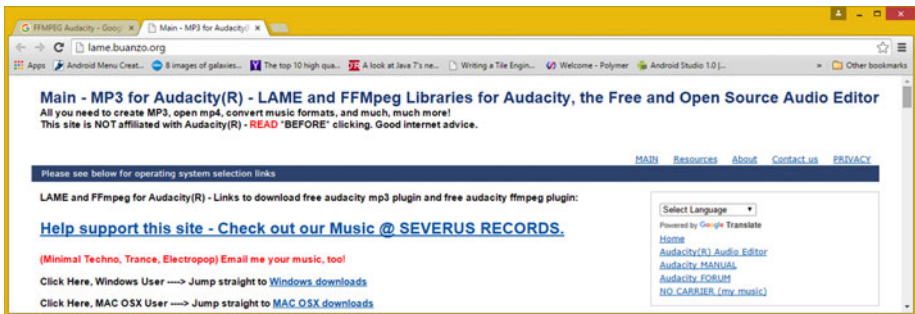 FFMPEG Audacity - Goog
Main - MP3 for Audacity(
lame.buanzo.org
Apps
Android Menu Creat...
8 images of galaxies...
The top 10 high qua...
A look at Java 7's ne...
Writing a Tile Engin...
Welcome - Polymer
Android Studio 1.0 |...
»
Other bookmarks
Main - MP3 for Audacity(R) - LAME and FFMpeg Libraries for Audacity, the Free and Open Source Audio Editor
All you need to create MP3, open mp4, convert music formats, and much, much more!
This site is NOT affiliated with Audacity(R) - READ *BEFORE* clicking. Good internet advice.
MAIN Resources About Contact us PRIVACY
Please see below for operating system selection links
LAME and FFmpeg for Audacity(R) - Links to download free audacity mp3 plugin and free audacity ffmpeg plugin:
Help support this site - Check out our Music @ SEVERUS RECORDS.
(Minimal Techno, Trance, Electropop) Email me your music, too!
Click Here, Windows User ----> Jump straight to Windows downloads
Click Here, MAC OSX User ----> Jump straight to MAC OSX downloads
Select Language
Powered by Google Translate
Home
Audacity(R) Audio Editor
Audacity MANUAL
Audacity FORUM
NO CARRIER (my music)